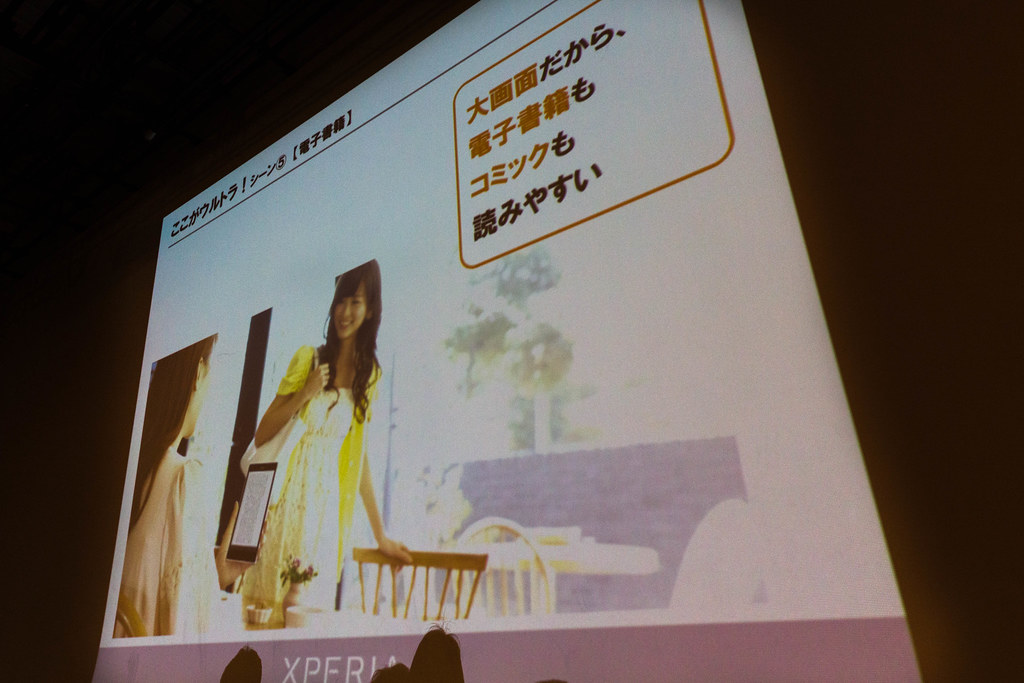 ここがウルトラ！シーン⑤【電子書籍】
大画面だから、
電子書籍も
コミックも
読みやすい
XPERIA